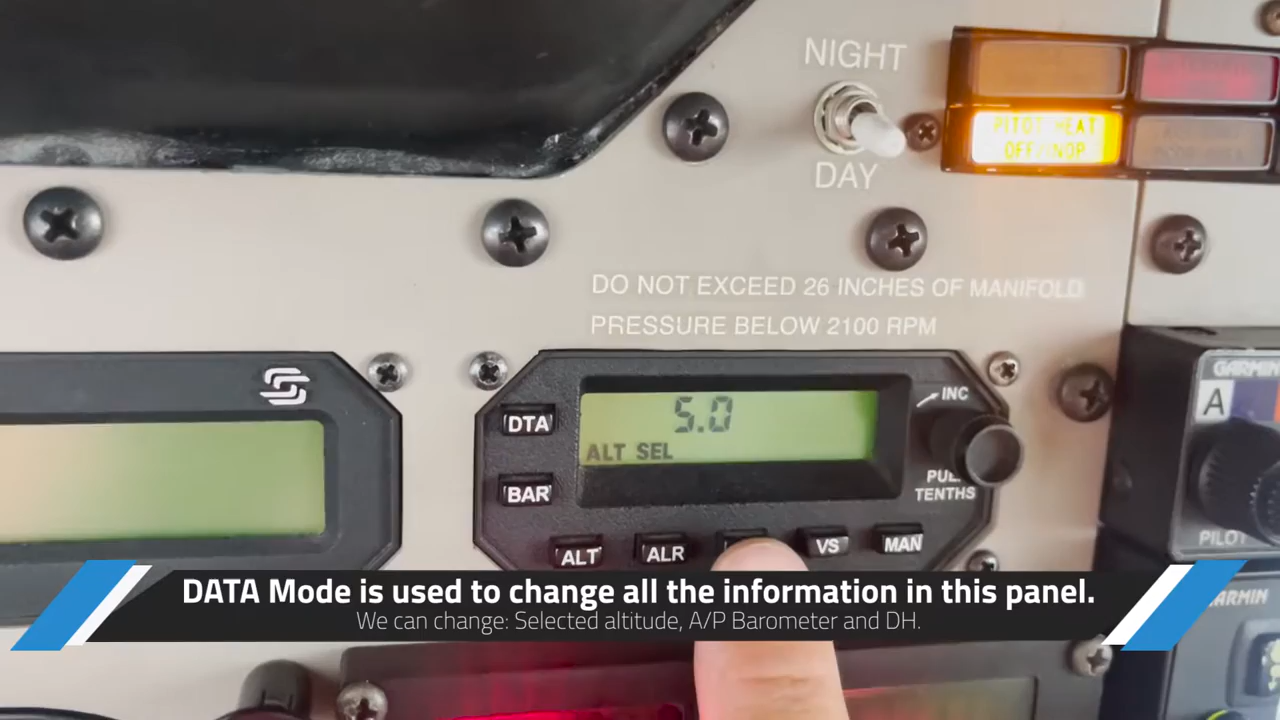 NIGHT
DAY
PITOT HEAT
OFF/INOP
DO NOT EXCEED 26 INCHES OF MANIFOLD
PRESSURE BELOW 2100 RPM
GARMIN
A
DTA
5.0
ALT SEL
INC
BAR
TENTHS
ALT
ALR
VS
MAN
PILOT
DATA Mode is used to change all the information in this panel.
We can change: Selected altitude, A/P Barometer and DH.
GARMIN